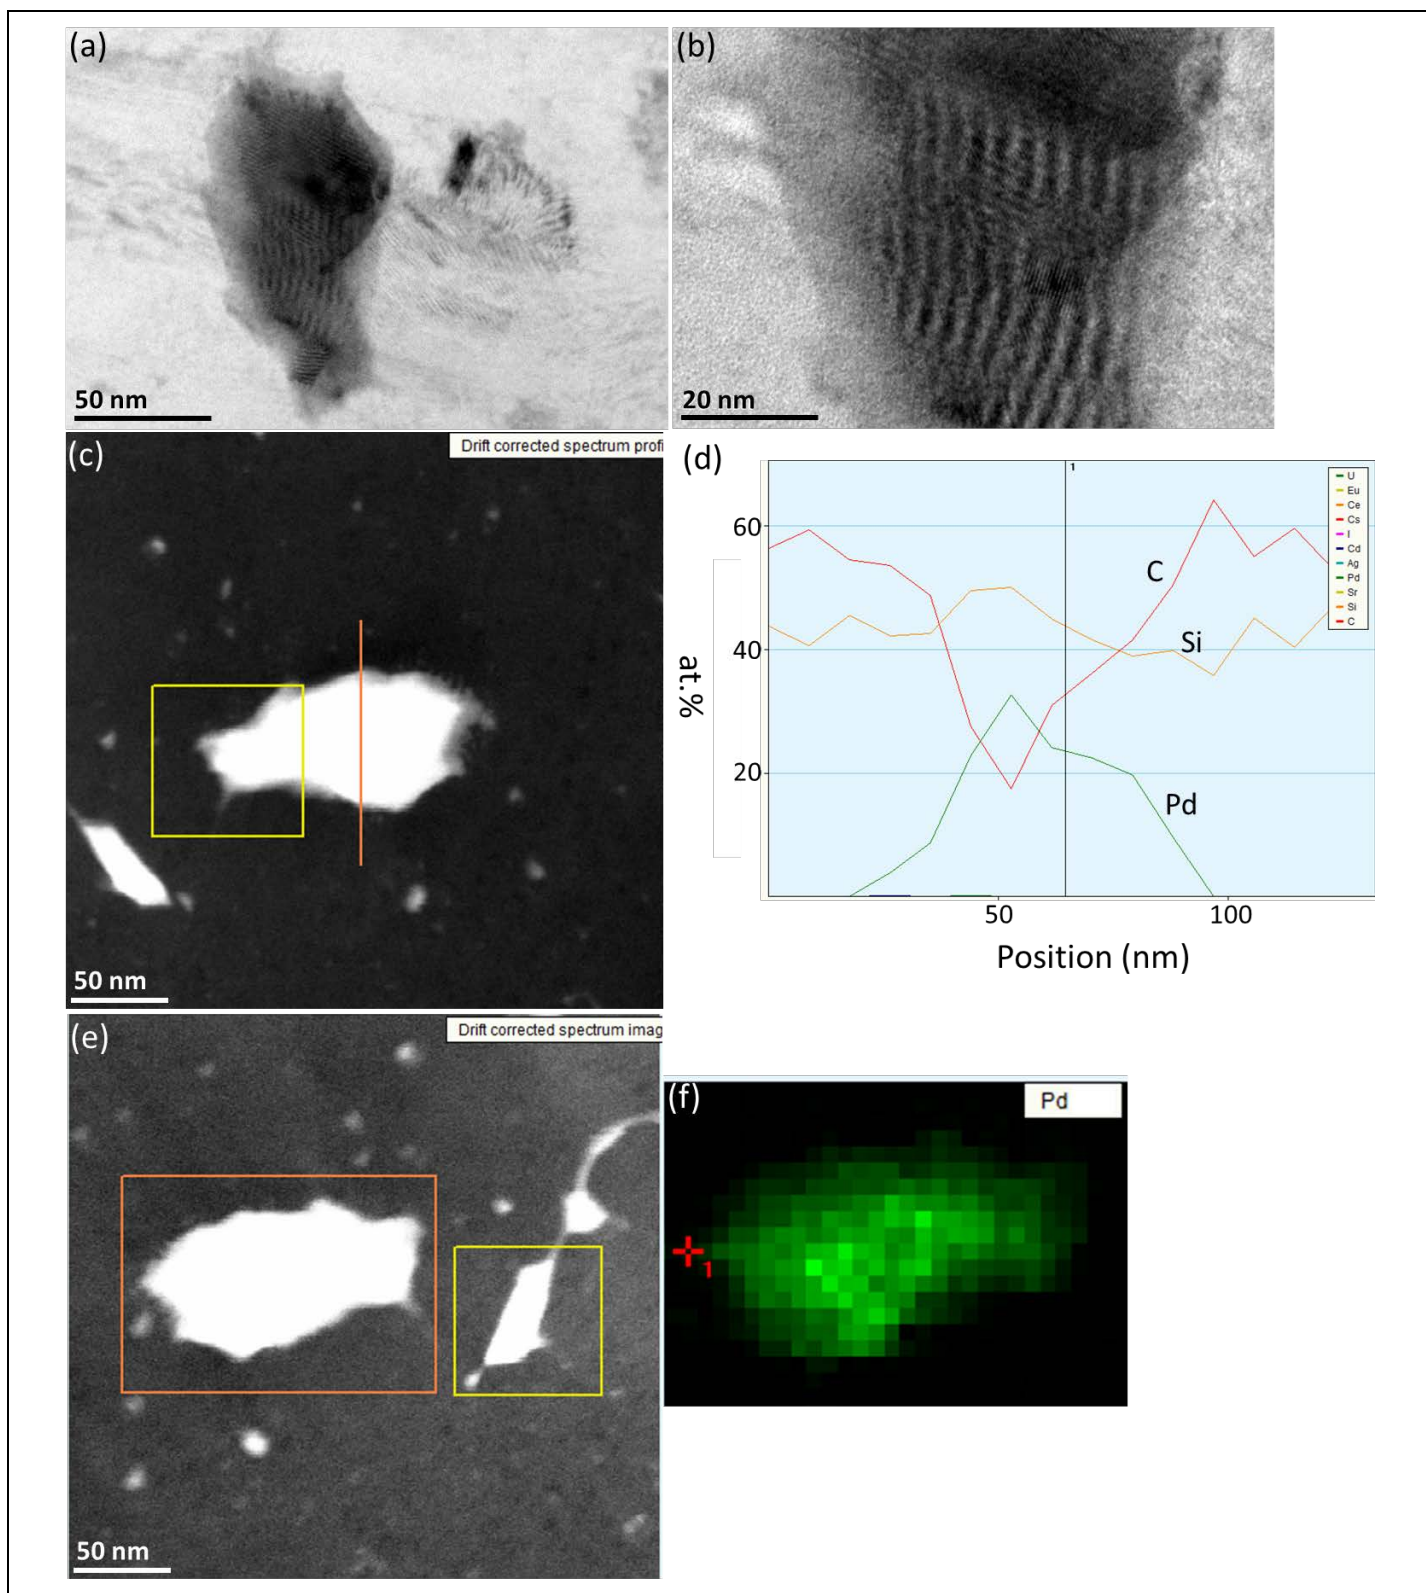 (a)
50 nm
(b)
20 nm
(c)
Drift corrected spectrum profi
50 nm
(d)
1
U
Eu
Ce
Cs
I
Cd
Ag
Pd
Sr
Si
C
60
40
20
at.%
C
Si
Pd
50
100
Position (nm)
(e)
Drift corrected spectrum imag
50 nm
(f)
Pd
1